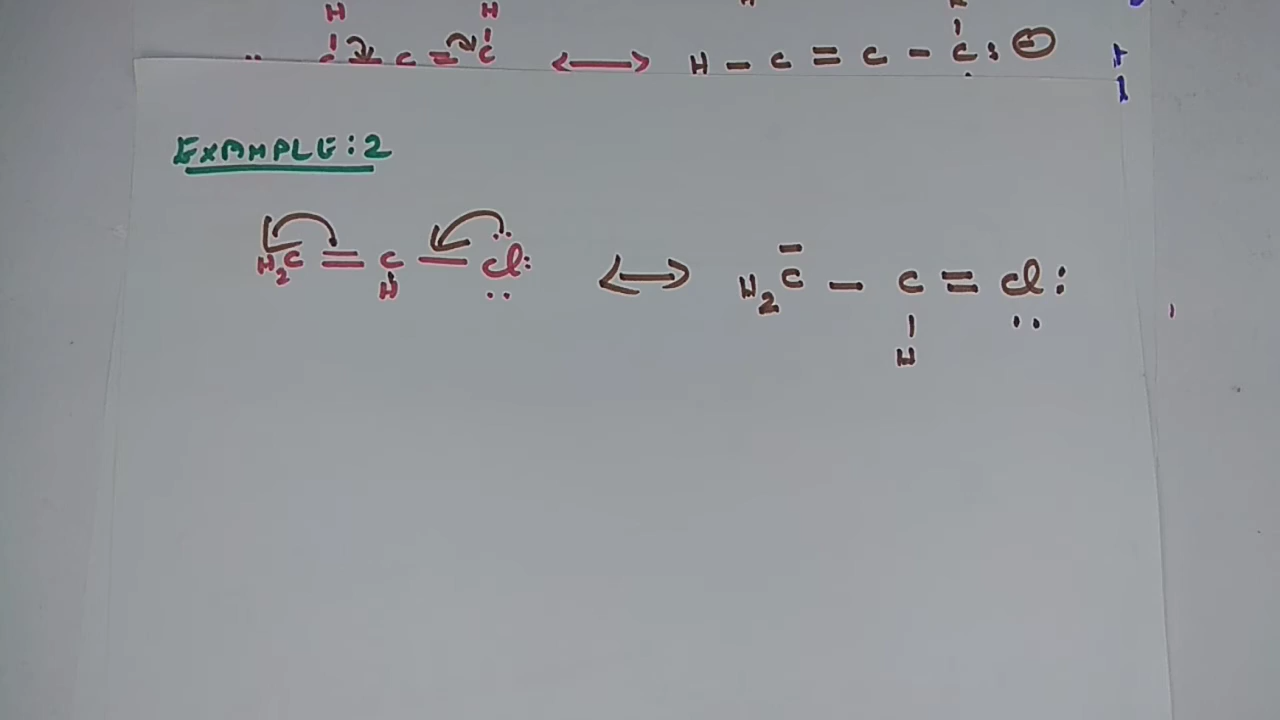 H H
C C = C ↔ H - C = C - C : ⊖
EXAMPLE : 2
H₂C = C - Cl : ↔ H₂C⁻ - C = Cl :
H H